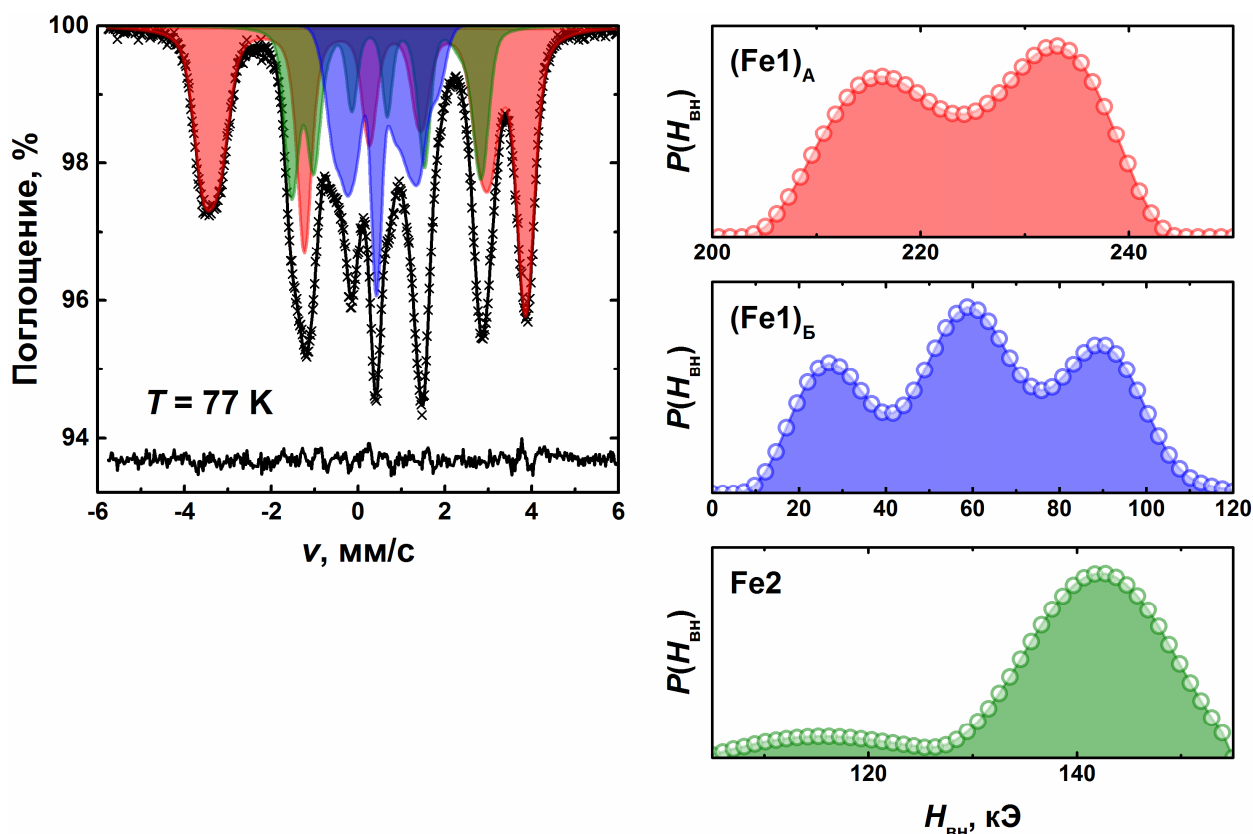 100
98
96
94
Поглощение, %
T = 77 K
-6 -4 -2 0 2 4 6
v, мм/с
(Fe1)А
P(Hвн)
200 220 240
(Fe1)Б
P(Hвн)
0 20 40 60 80 100 120
Fe2
P(Hвн)
120 140
Hвн, кЭ